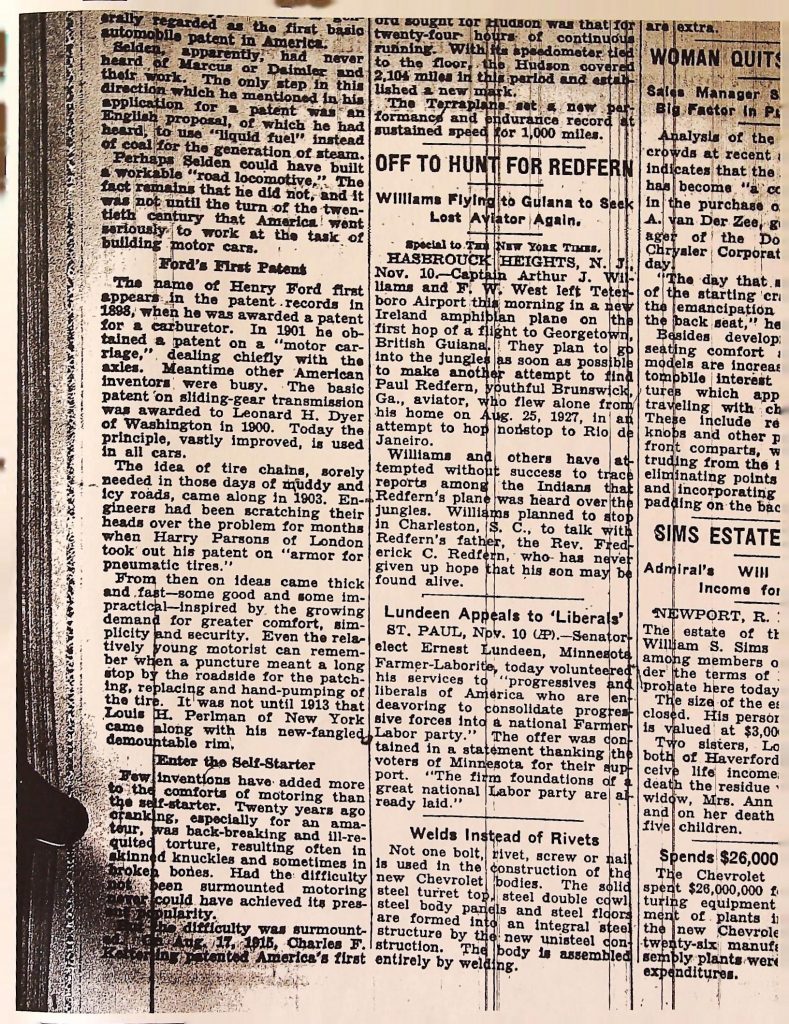 erally regarded as the first basic
automobile patent in America.
Selden, apparently, had never
heard of Marcus or Daimler and
their work. The only step in this
direction which he mentioned in his
application for a patent was an
English proposal, of which he had
heard, to use "liquid fuel" instead
of coal for the generation of steam.
Perhaps Selden could have built
a workable "road locomotive." The
fact remains that he did not, and it
was not until the turn of the twen-
tieth century that America went
seriously to work at the task of
building motor cars.
Ford's First Patent
The name of Henry Ford first
appears in the patent records in
1898, when he was awarded a patent
for a carburetor. In 1901 he ob-
tained a patent on a "motor car-
riage," dealing chiefly with the
axles. Meantime other American
inventors were busy. The basic
patent on sliding-gear transmission
was awarded to Leonard H. Dyer
of Washington in 1900. Today the
principle, vastly improved, is used
in all cars.
The idea of tire chains, sorely
needed in those days of muddy and
icy roads, came along in 1903. En-
gineers had been scratching their
heads over the problem for months
when Harry Parsons of London
took out his patent on "armor for
pneumatic tires."
From then on ideas came thick
and fast—some good and some im-
practical—inspired by the growing
demand for greater comfort, sim-
plicity and security. Even the rela-
tively young motorist can remem-
ber when a puncture meant a long
stop by the roadside for the patch-
ing, replacing and hand-pumping of
the tire. It was not until 1913 that
Louis H. Perlman of New York
came along with his new-fangled
demountable rim.
Enter the Self-Starter
Few inventions have added more
to the comforts of motoring than
the self-starter. Twenty years ago
cranking, especially for an ama-
teur, was back-breaking and ill-re-
quited torture, resulting often in
skinned knuckles and sometimes in
broken bones. Had the difficulty
not been surmounted motoring
never could have achieved its pres-
ent popularity.
But the difficulty was surmount-
ed. On Aug. 17, 1915, Charles F.
Kettering patented America's first
ord sought for Hudson was that for
twenty-four hours of continuous
running. With its speedometer tied
to the floor, the Hudson covered
2,104 miles in this period and estab-
lished a new mark.
The Terraplane set a new per-
formance and endurance record at
sustained speed for 1,000 miles.
OFF TO HUNT FOR REDFERN
Williams Flying to Guiana to Seek
Lost Aviator Again.
Special to THE NEW YORK TIMES.
HASBROUCK HEIGHTS, N. J.,
Nov. 10.—Captain Arthur J. Wil-
liams and F. W. West left Teter-
boro Airport this morning in a new
Ireland amphibian plane on the
first hop of a flight to Georgetown,
British Guiana. They plan to go
into the jungles as soon as possible
to make another attempt to find
Paul Redfern, youthful Brunswick,
Ga., aviator, who flew alone from
his home on Aug. 25, 1927, in an
attempt to hop nonstop to Rio de
Janeiro.
Williams and others have at-
tempted without success to trace
reports among the Indians that
Redfern's plane was heard over the
jungles. Williams planned to stop
in Charleston, S. C., to talk with
Redfern's father, the Rev. Fred-
erick C. Redfern, who has never
given up hope that his son may be
found alive.
Lundeen Appeals to 'Liberals'
ST. PAUL, Nov. 10 (AP).—Senator-
elect Ernest Lundeen, Minnesota
Farmer-Laborite, today volunteered
his services to "progressives and
liberals of America who are en-
deavoring to consolidate progres-
sive forces into a national Farmer-
Labor party." The offer was con-
tained in a statement thanking the
voters of Minnesota for their sup-
port. "The firm foundations of a
great national Labor party are al-
ready laid."
Welds Instead of Rivets
Not one bolt, rivet, screw or nail
is used in the construction of the
new Chevrolet bodies. The solid
steel turret top, steel double cowl,
steel body panels and steel floors
are formed into an integral steel
structure by the new unisteel con-
struction. The body is assembled
entirely by welding.
are extra.
WOMAN QUITS
Sales Manager S
Big Factor in Pu
Analysis of the
crowds at recent
indicates that the
has become "a co
in the purchase o
A. van Der Zee, g
ager of the Do
Chrysler Corporat
day.
"The day that
of the starting cr
the emancipation
the back seat," he
Besides develop
seating comfort
models are increas
tomobile interest
tures which app
traveling with ch
These include re
knobs and other p
front comparts, w
truding from the i
eliminating points
and incorporating
padding on the bac
SIMS ESTATE
Admiral's Will
Income for
NEWPORT, R. I
The estate of th
William S. Sims
among members o
der the terms of
probate here today
The size of the es
closed. His person
is valued at $3,00
Two sisters, Lo
both of Haverford
ceive life income
death the residue
widow, Mrs. Ann
and on her death
five children.
Spends $26,000
The Chevrolet
spent $26,000,000 f
turing equipment
ment of plants i
the new Chevrole
twenty-six manufa
sembly plants were
expenditures.